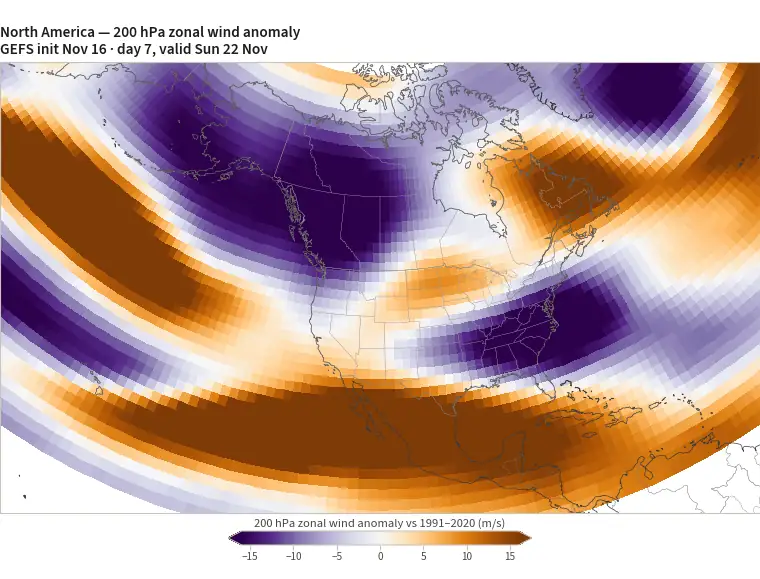 North America — 200 hPa zonal wind anomaly
GEFS init Nov 16 · day 7, valid Sun 22 Nov
200 hPa zonal wind anomaly vs 1991–2020 (m/s)
−15 −10 −5 0 5 10 15